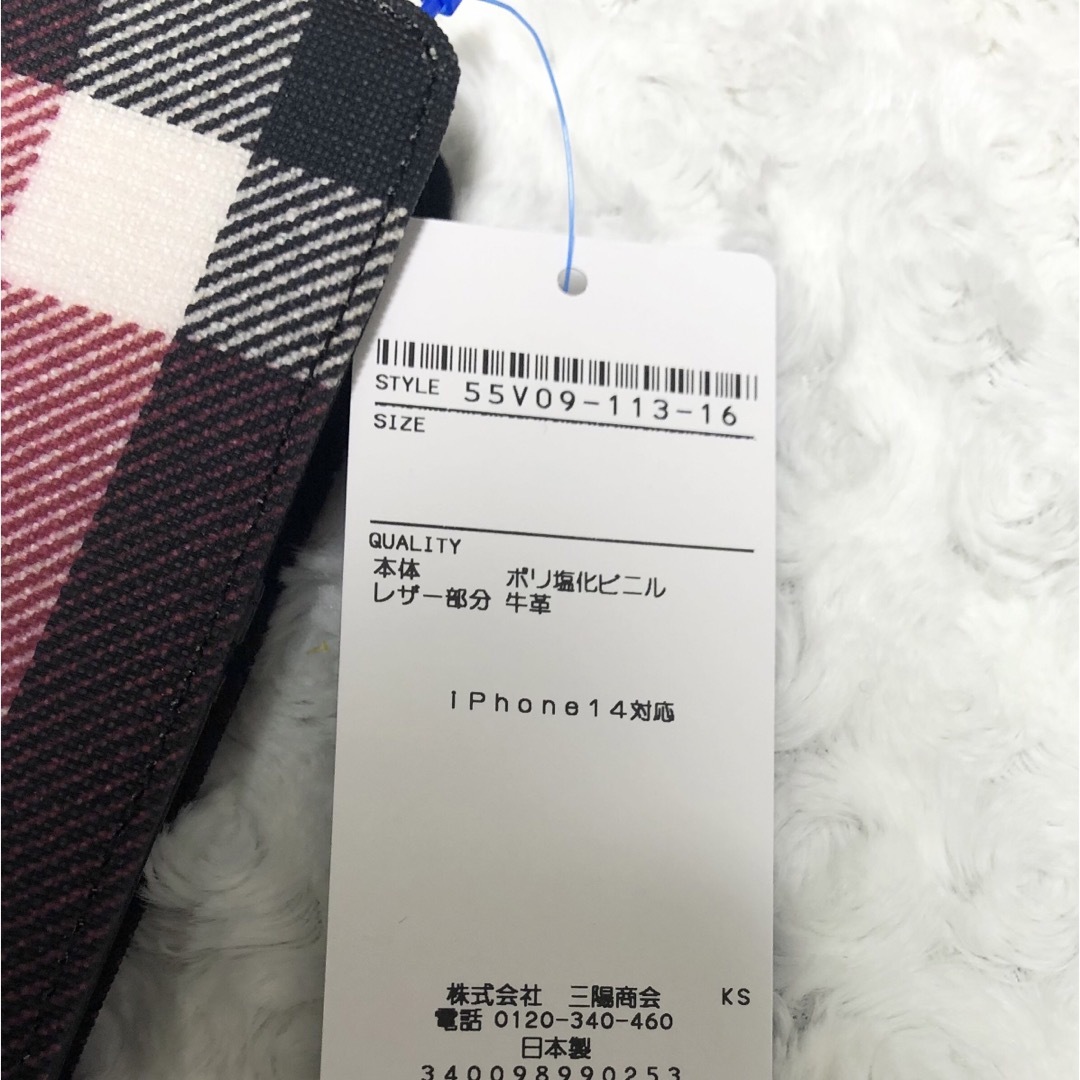 STYLE 55V09-113-16
SIZE
QUALITY
本体 ポリ塩化ビニル
レザー部分 牛革
iPhone14対応
株式会社 三陽商会 KS
電話 0120-340-460
日本製
340098990253